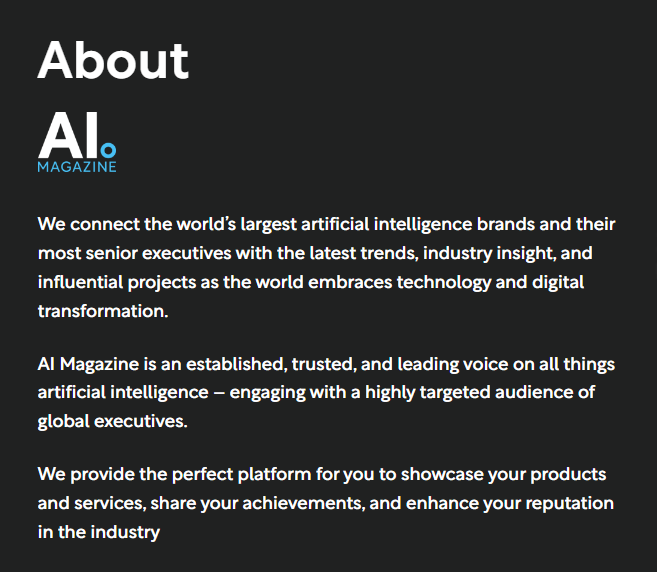 About
AI
MAGAZINE
We connect the world’s largest artificial intelligence brands and their
most senior executives with the latest trends, industry insight, and
influential projects as the world embraces technology and digital
transformation.
AI Magazine is an established, trusted, and leading voice on all things
artificial intelligence – engaging with a highly targeted audience of
global executives.
We provide the perfect platform for you to showcase your products
and services, share your achievements, and enhance your reputation
in the industry